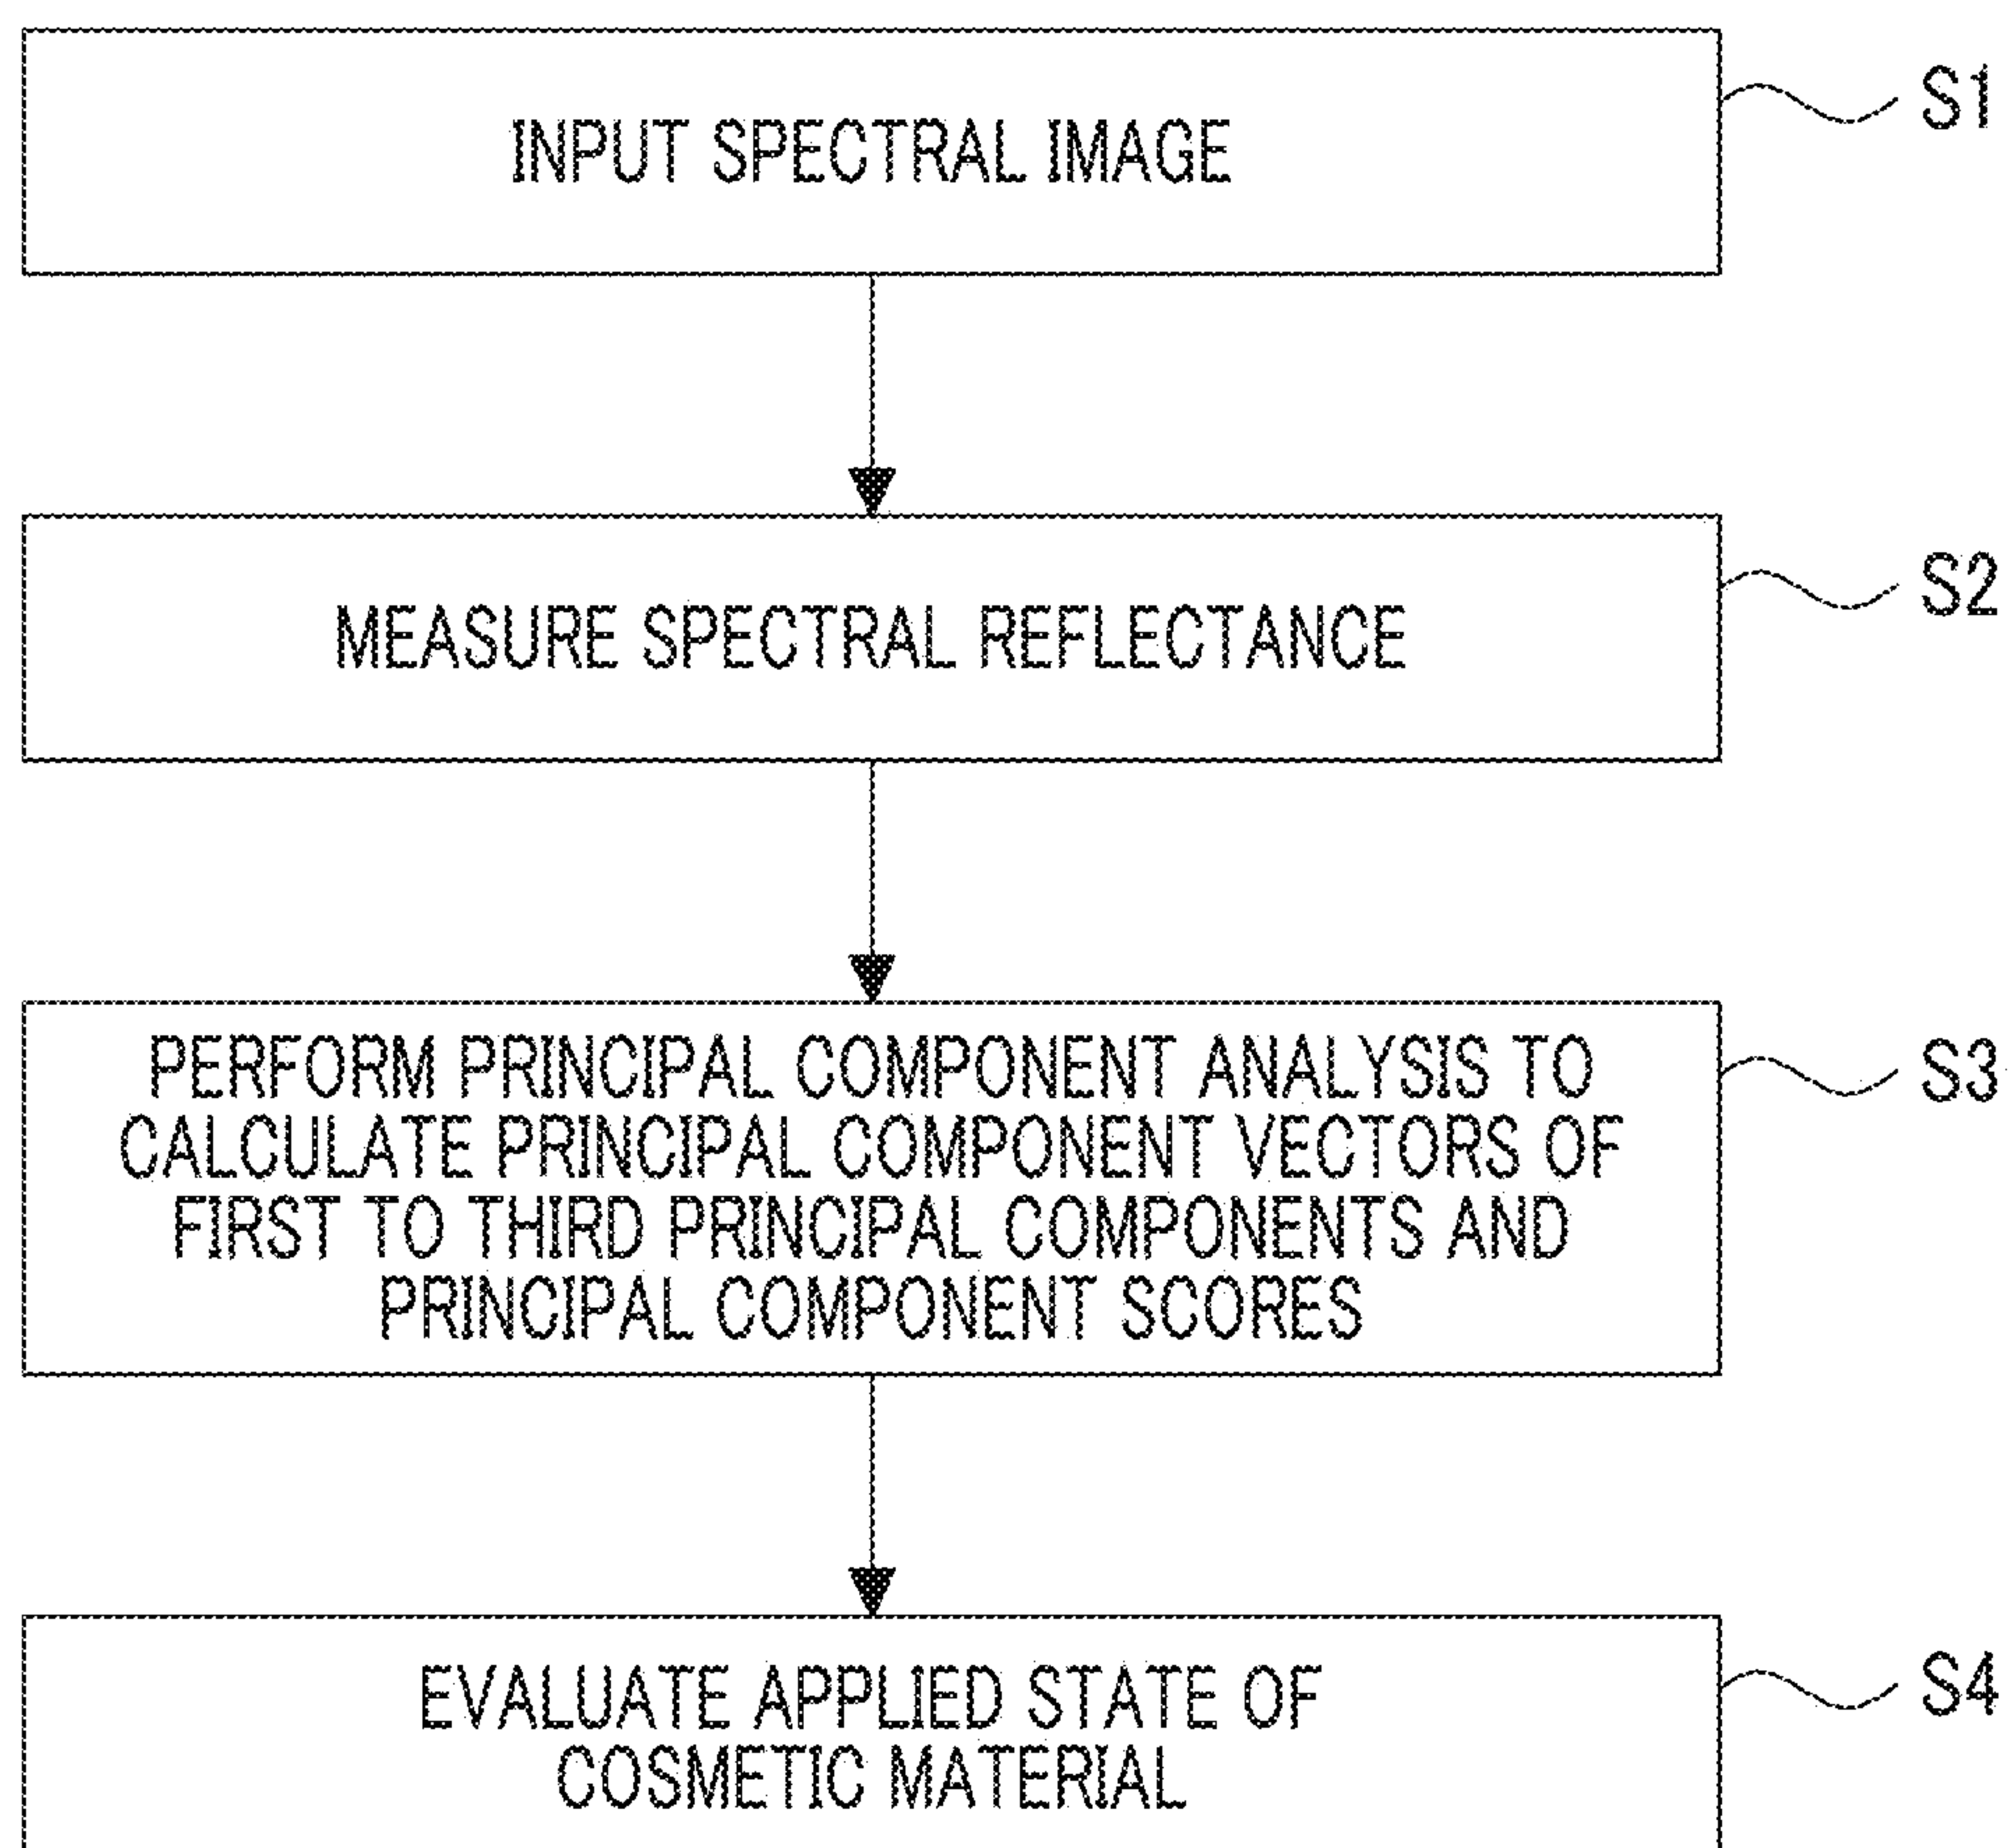 INPUT SPECTRAL IMAGE
S1
MEASURE SPECTRAL REFLECTANCE
S2
PERFORM PRINCIPAL COMPONENT ANALYSIS TO
CALCULATE PRINCIPAL COMPONENT VECTORS OF
FIRST TO THIRD PRINCIPAL COMPONENTS AND
PRINCIPAL COMPONENT SCORES
S3
EVALUATE APPLIED STATE OF
COSMETIC MATERIAL
S4